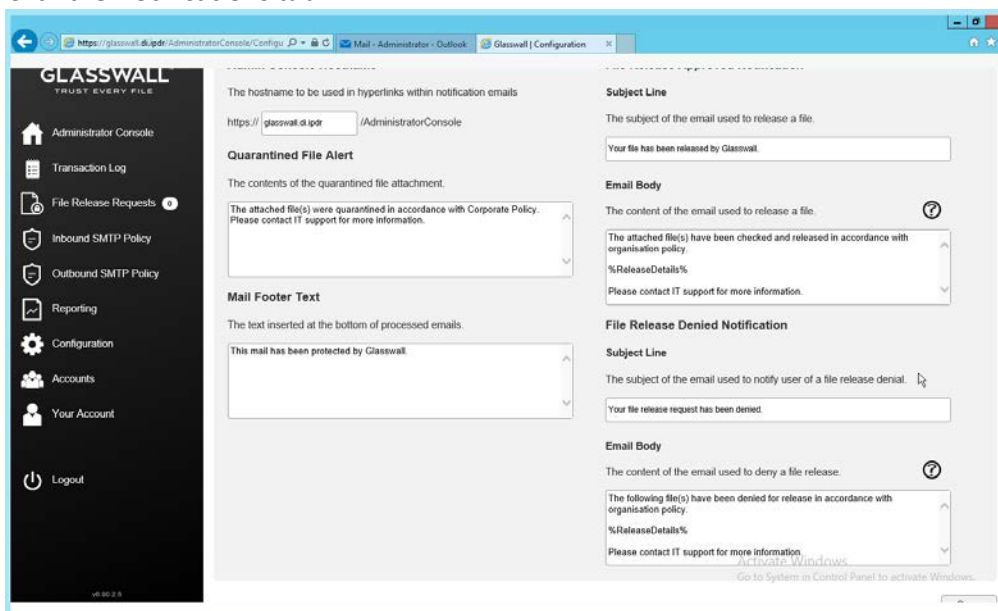 https://glasswall.di.ipdr/AdministratorConsole/Configu
Mail - Administrator - Outlook
Glasswall | Configuration
GLASSWALL
TRUST EVERY FILE
Administrator Console
Transaction Log
File Release Requests 0
Inbound SMTP Policy
Outbound SMTP Policy
Reporting
Configuration
Accounts
Your Account
Logout
The hostname to be used in hyperlinks within notification emails
https:// glasswall.di.ipdr /AdministratorConsole
Quarantined File Alert
The contents of the quarantined file attachment.
The attached file(s) were quarantined in accordance with Corporate Policy.
Please contact IT support for more information.
Mail Footer Text
The text inserted at the bottom of processed emails.
This mail has been protected by Glasswall.
Subject Line
The subject of the email used to release a file.
Your file has been released by Glasswall.
Email Body
The content of the email used to release a file.
The attached file(s) have been checked and released in accordance with
organisation policy.
%ReleaseDetails%
Please contact IT support for more information.
File Release Denied Notification
Subject Line
The subject of the email used to notify user of a file release denial.
Your file release request has been denied.
Email Body
The content of the email used to deny a file release.
The following file(s) have been denied for release in accordance with
organisation policy.
%ReleaseDetails%
Please contact IT support for more information
Activate Windows
Go to System in Control Panel to activate Windows.